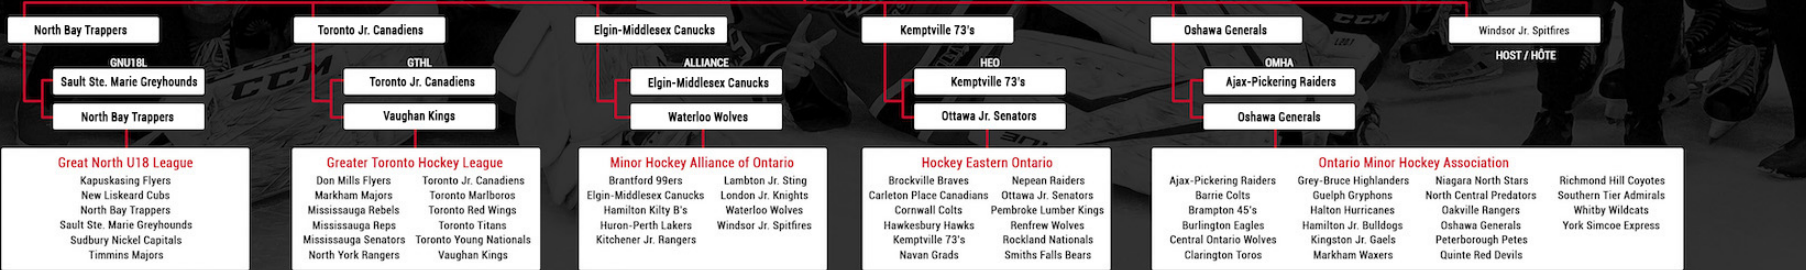 North Bay Trappers
Toronto Jr. Canadiens
Elgin-Middlesex Canucks
Kemptville 73's
Oshawa Generals
Windsor Jr. Spitfires
HOST / HÔTE
GNU18L
Sault Ste. Marie Greyhounds
North Bay Trappers
GTHL
Toronto Jr. Canadiens
Vaughan Kings
ALLIANCE
Elgin-Middlesex Canucks
Waterloo Wolves
HEO
Kemptville 73's
Ottawa Jr. Senators
OMHA
Ajax-Pickering Raiders
Oshawa Generals
Great North U18 League
Kapuskasing Flyers
New Liskeard Cubs
North Bay Trappers
Sault Ste. Marie Greyhounds
Sudbury Nickel Capitals
Timmins Majors
Greater Toronto Hockey League
Don Mills Flyers
Markham Majors
Mississauga Rebels
Mississauga Reps
Mississauga Senators
North York Rangers
Toronto Jr. Canadiens
Toronto Marlboros
Toronto Red Wings
Toronto Titans
Toronto Young Nationals
Vaughan Kings
Minor Hockey Alliance of Ontario
Brantford 99ers
Elgin-Middlesex Canucks
Hamilton Kilty B's
Huron-Perth Lakers
Kitchener Jr. Rangers
Lambton Jr. Sting
London Jr. Knights
Waterloo Wolves
Windsor Jr. Spitfires
Hockey Eastern Ontario
Brockville Braves
Carleton Place Canadians
Cornwall Colts
Hawkesbury Hawks
Kemptville 73's
Navan Grads
Nepean Raiders
Ottawa Jr. Senators
Pembroke Lumber Kings
Renfrew Wolves
Rockland Nationals
Smiths Falls Bears
Ontario Minor Hockey Association
Ajax-Pickering Raiders
Barrie Colts
Brampton 45's
Burlington Eagles
Central Ontario Wolves
Clarington Toros
Grey-Bruce Highlanders
Guelph Gryphons
Halton Hurricanes
Hamilton Jr. Bulldogs
Kingston Jr. Gaels
Markham Waxers
Niagara North Stars
North Central Predators
Oakville Rangers
Oshawa Generals
Peterborough Petes
Quinte Red Devils
Richmond Hill Coyotes
Southern Tier Admirals
Whitby Wildcats
York Simcoe Express
CCM
CCM